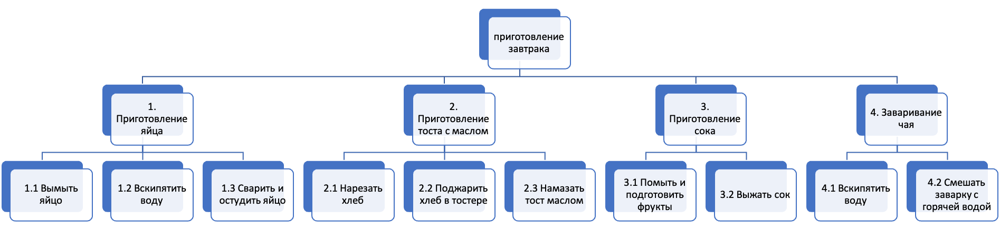 приготовление
завтрака
1.
Приготовление
яйца
2.
Приготовление
тоста с маслом
3.
Приготовление
сока
4. Заваривание
чая
1.1 Вымыть
яйцо
1.2 Вскипятить
воду
1.3 Сварить и
остудить яйцо
2.1 Нарезать
хлеб
2.2 Поджарить
хлеб в тостере
2.3 Намазать
тост маслом
3.1 Помыть и
подготовить
фрукты
3.2 Выжать сок
4.1 Вскипятить
воду
4.2 Смешать
заварку с
горячей водой